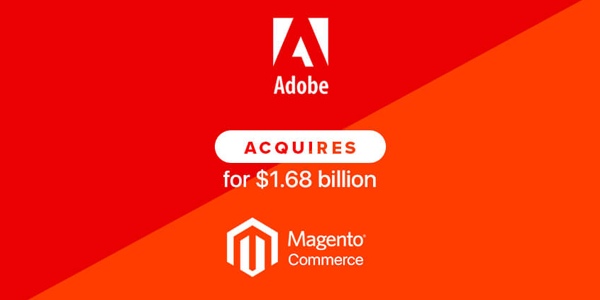 Adobe
ACQUIRES
for $1.68 billion
Magento®
Commerce